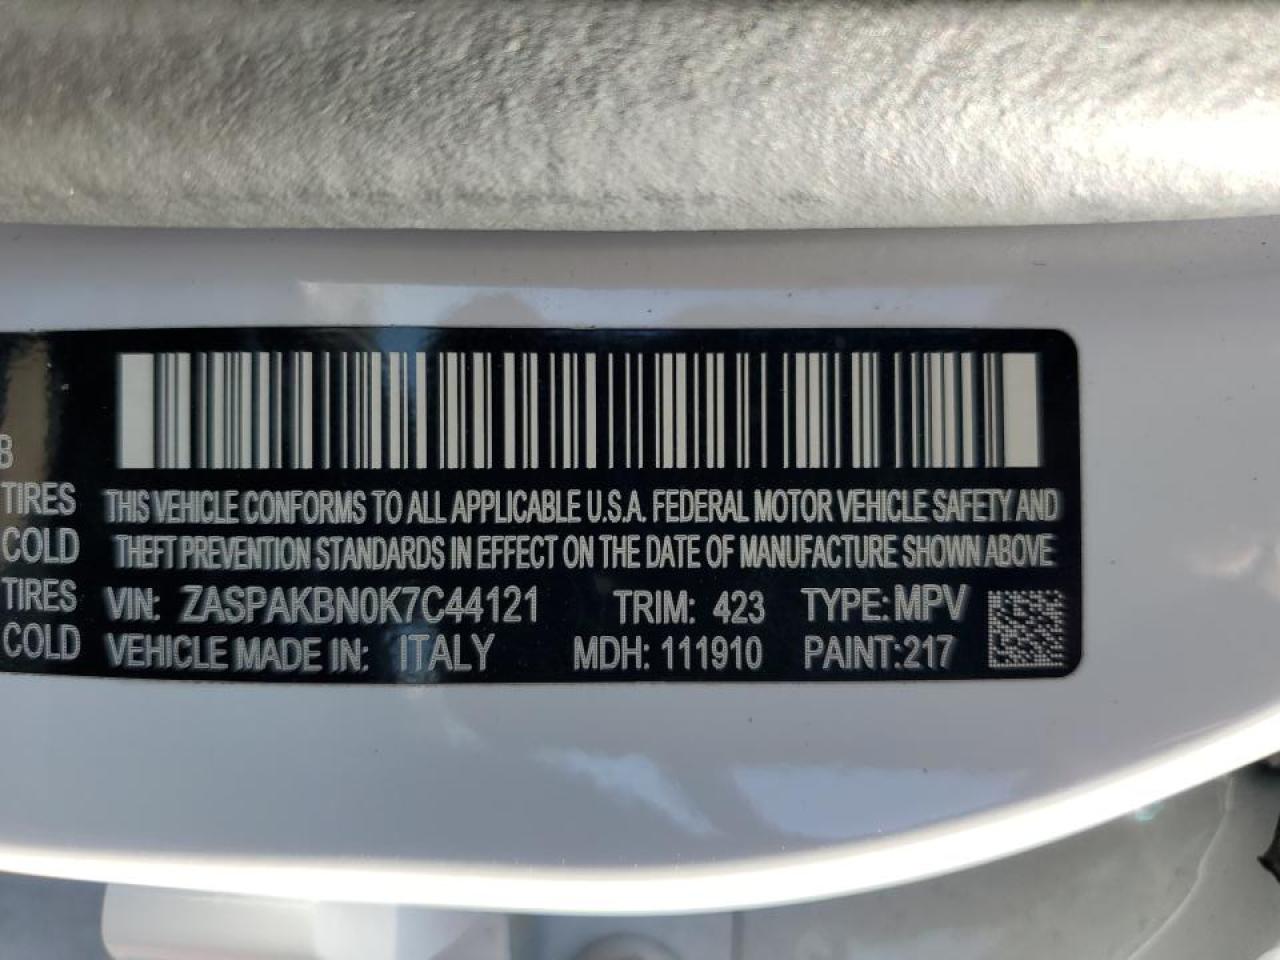 B
TIRES
COLD
TIRES
COLD
THIS VEHICLE CONFORMS TO ALL APPLICABLE U.S.A. FEDERAL MOTOR VEHICLE SAFETY AND
THEFT PREVENTION STANDARDS IN EFFECT ON THE DATE OF MANUFACTURE SHOWN ABOVE
VIN: ZASPAKBN0K7C44121 TRIM: 423 TYPE: MPV
VEHICLE MADE IN: ITALY MDH: 111910 PAINT:217